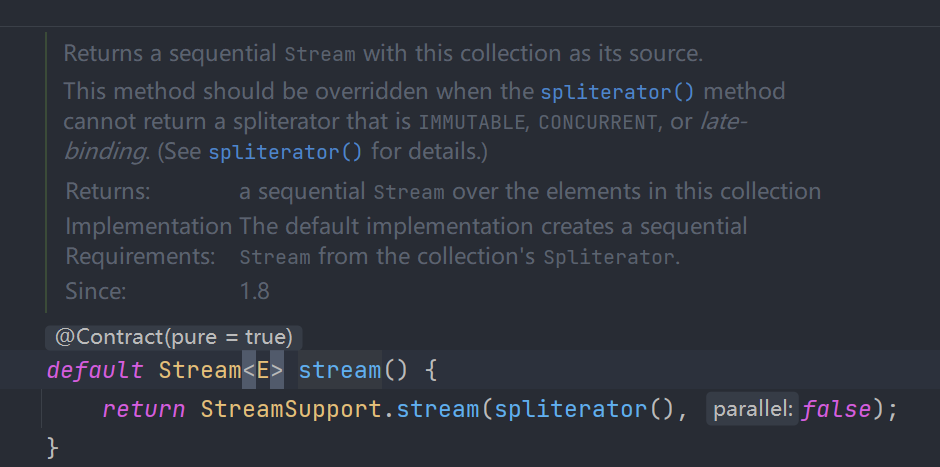 Returns a sequential Stream with this collection as its source.
This method should be overridden when the spliterator() method
cannot return a spliterator that is IMMUTABLE, CONCURRENT, or late-
binding. (See spliterator() for details.)
Returns: a sequential Stream over the elements in this collection
Implementation The default implementation creates a sequential
Requirements: Stream from the collection's Spliterator.
Since: 1.8
@Contract(pure = true)
default Stream<E> stream() {
return StreamSupport.stream(spliterator(), parallel: false);
}